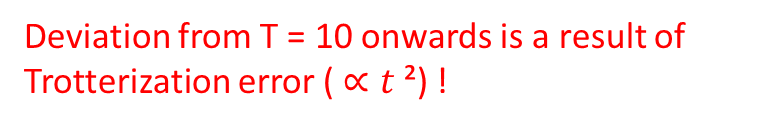 Deviation from T = 10 onwards is a result of
Trotterization error ( ∝ t ²) !